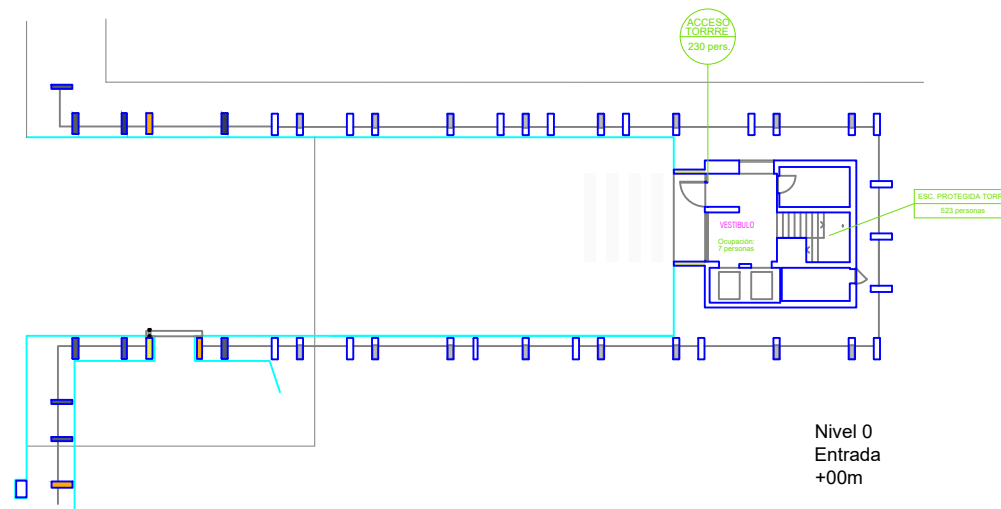 ACCESO
TORRRE
230 pers.
ESC. PROTEGIDA TORR
523 personas
VESTIBULO
Ocupación:
7 personas
Nivel 0
Entrada
+00m